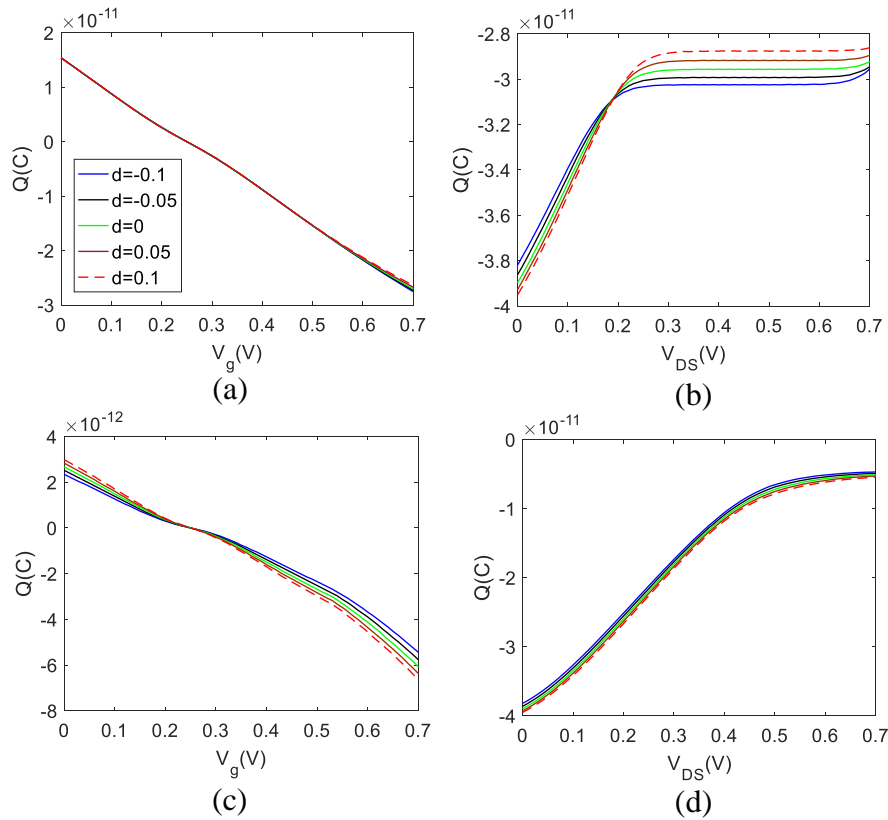 ×10⁻¹¹
2
1
0
-1
-2
-3
Q(C)
d=-0.1
d=-0.05
d=0
d=0.05
d=0.1
0 0.1 0.2 0.3 0.4 0.5 0.6 0.7
V_g(V)
(a)
×10⁻¹¹
-2.8
-3
-3.2
-3.4
-3.6
-3.8
-4
Q(C)
0 0.1 0.2 0.3 0.4 0.5 0.6 0.7
V_DS(V)
(b)
×10⁻¹²
4
2
0
-2
-4
-6
-8
Q(C)
0 0.1 0.2 0.3 0.4 0.5 0.6 0.7
V_g(V)
(c)
×10⁻¹¹
0
-1
-2
-3
-4
Q(C)
0 0.1 0.2 0.3 0.4 0.5 0.6 0.7
V_DS(V)
(d)